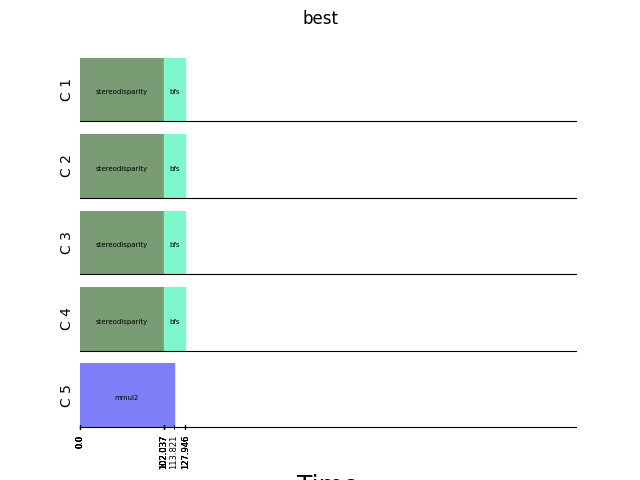 best
C 1
stereodisparity
bfs
C 2
stereodisparity
bfs
C 3
stereodisparity
bfs
C 4
stereodisparity
bfs
C 5
mmul2
0.0
102.037
113.821
127.946
Time